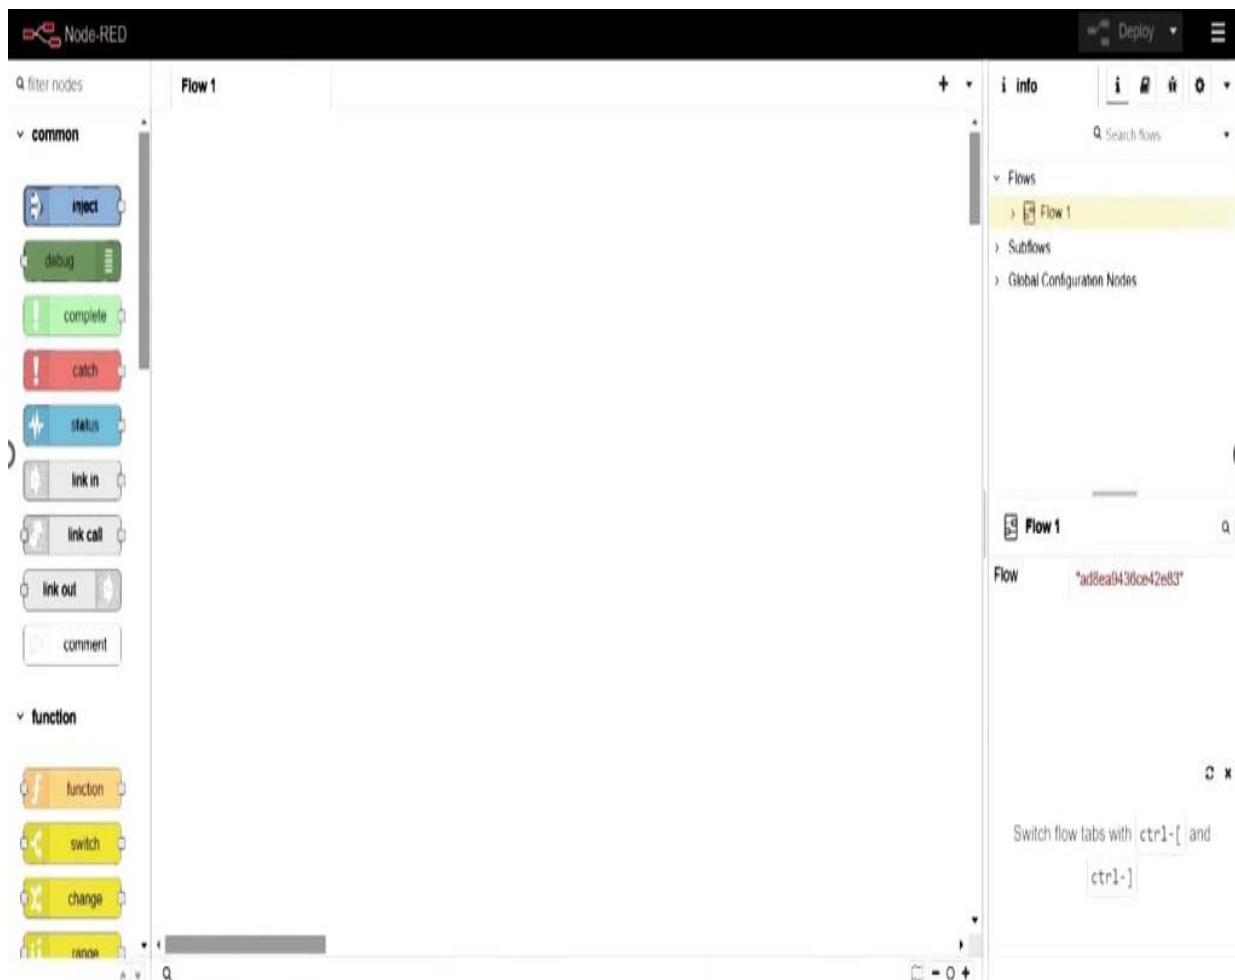 Node-RED
Deploy
filter nodes
Flow 1
info
Search flows
common
Flows
Flow 1
Subflows
Global Configuration Nodes
inject
debug
complete
catch
status
link in
link call
link out
comment
Flow 1
Flow "ad8ea9436ce42e83"
function
function
switch
change
range
Switch flow tabs with ctrl-[ and
ctrl-]